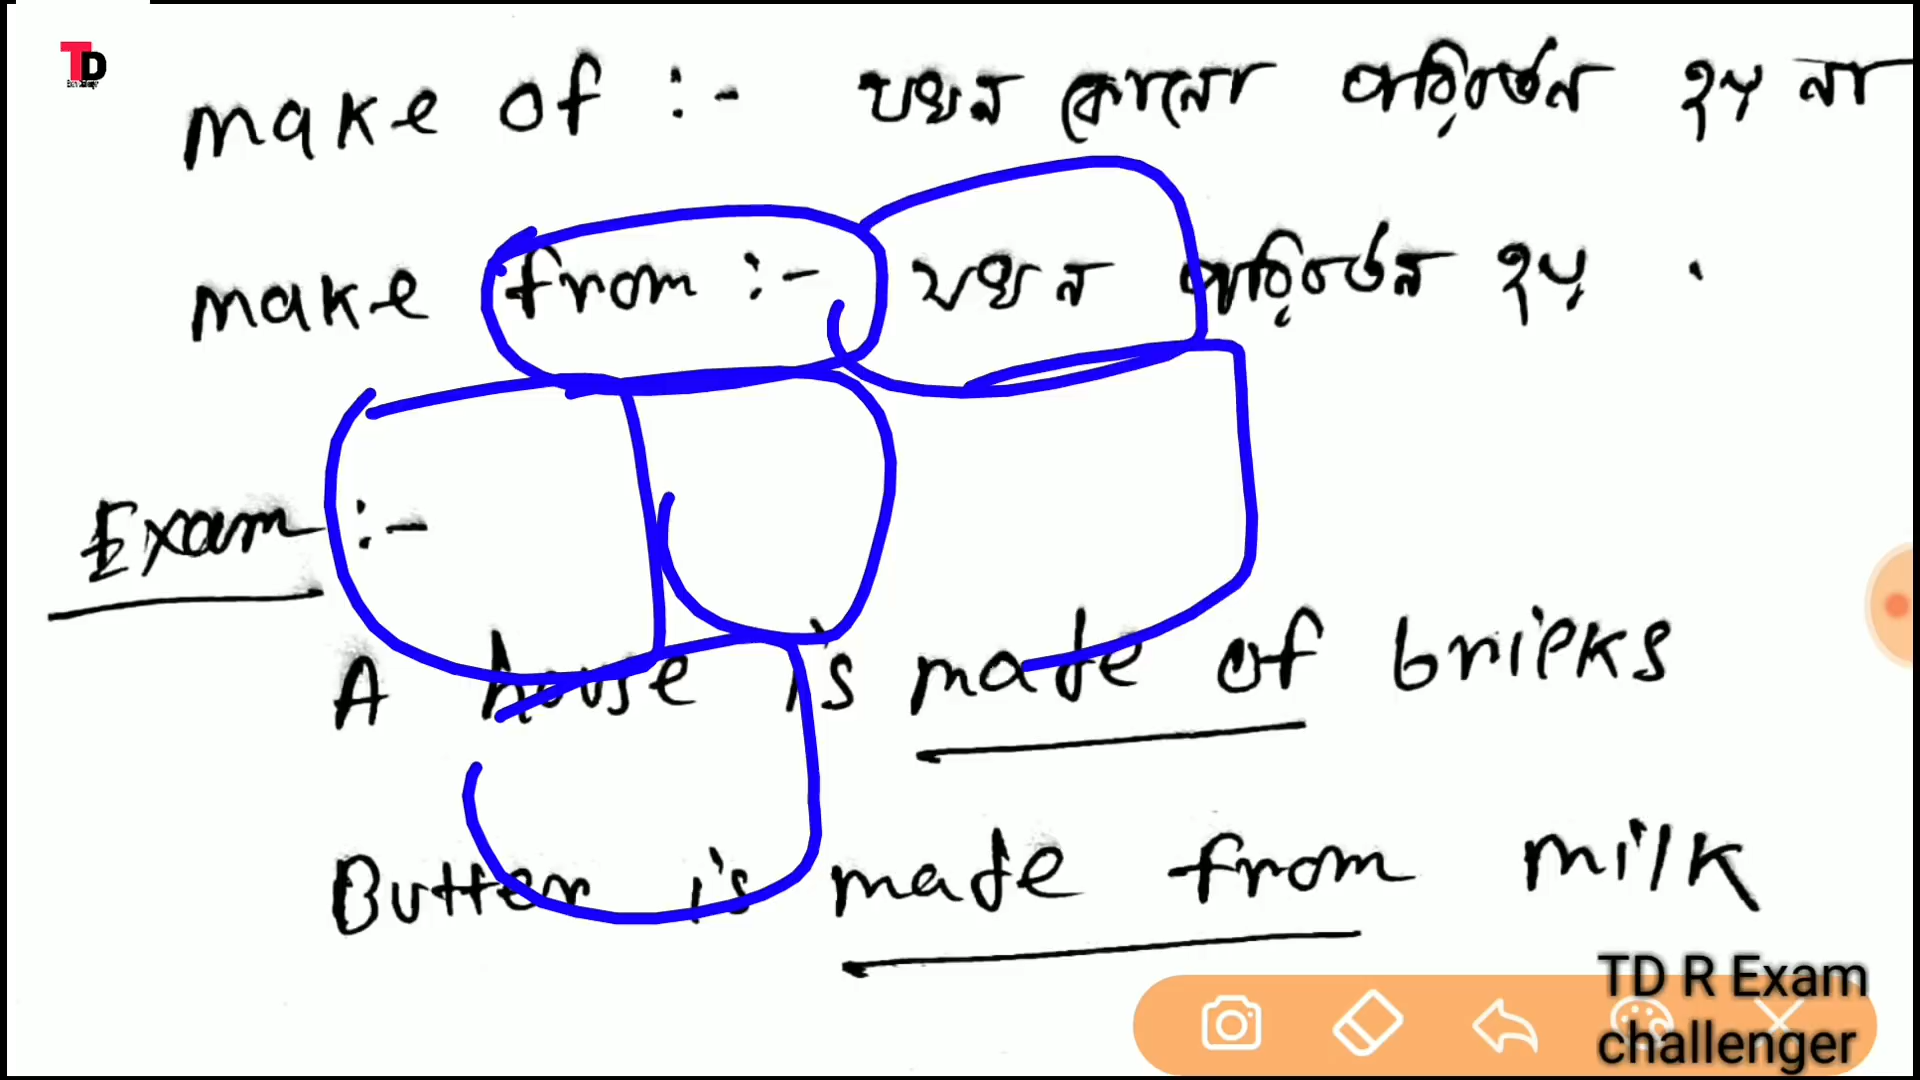 TD
make of :- যখন কোনো পরিবর্তন হয় না
make from :- যখন পরিবর্তন হয় .
Exam :-
A house is made of bricks
Butter is made from milk
TD R Exam
challenger